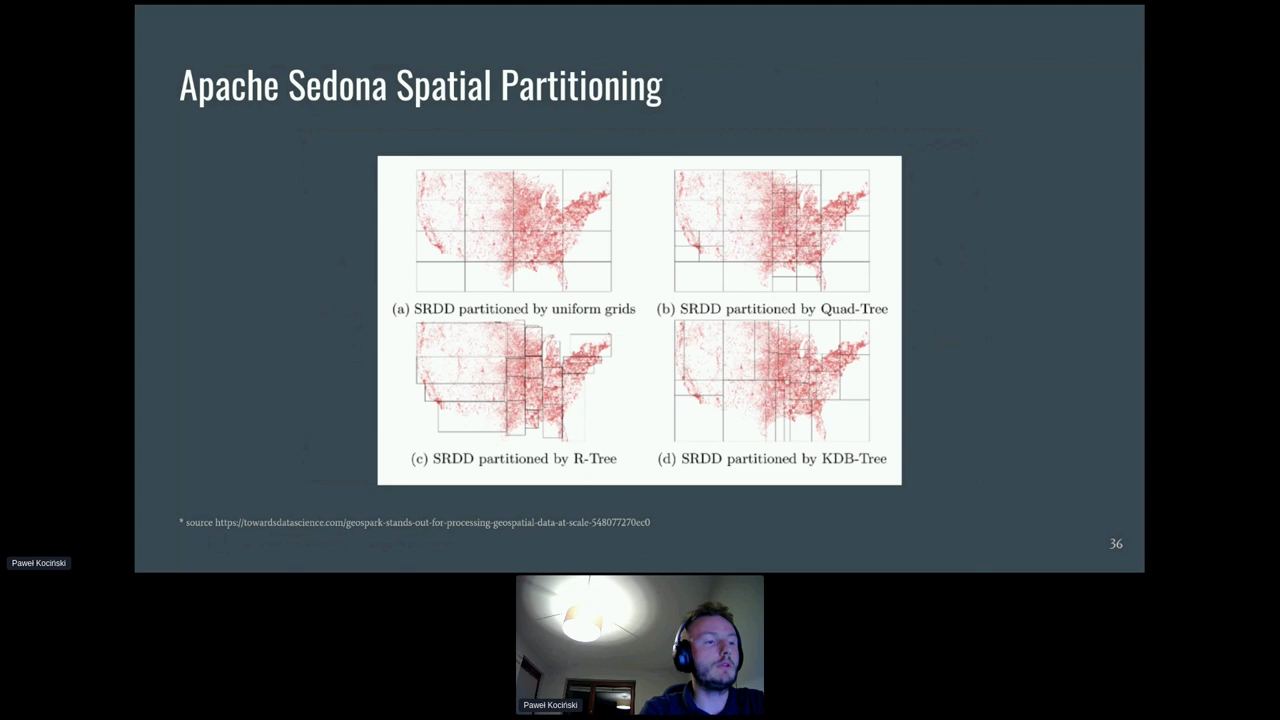 Apache Sedona Spatial Partitioning
(a) SRDD partitioned by uniform grids
(b) SRDD partitioned by Quad-Tree
(c) SRDD partitioned by R-Tree
(d) SRDD partitioned by KDB-Tree
* source https://towardsdatascience.com/geospark-stands-out-for-processing-geospatial-data-at-scale-548077270ec0
36
Paweł Kociński
Paweł Kociński